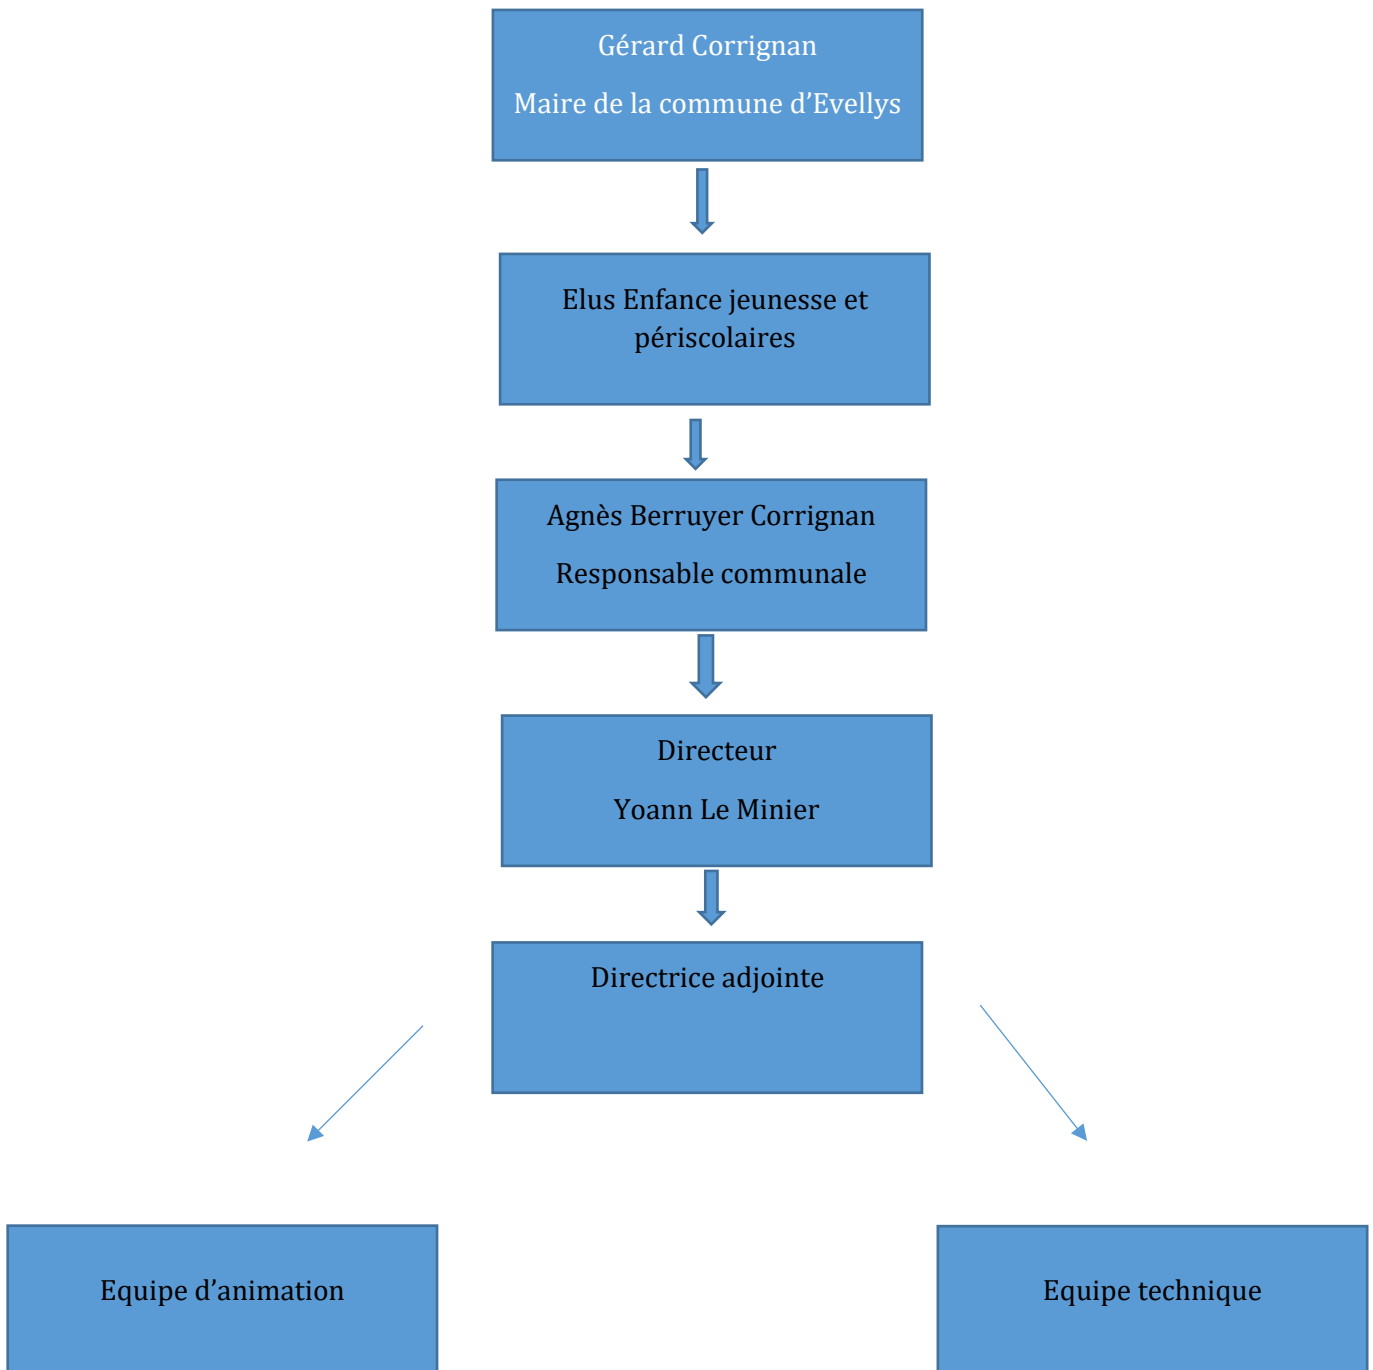 Gérard Corrignan
Maire de la commune d’Evellys
Elus Enfance jeunesse et
périscolaires
Agnès Berruyer Corrignan
Responsable communale
Directeur
Yoann Le Minier
Directrice adjointe
Equipe d’animation
Equipe technique